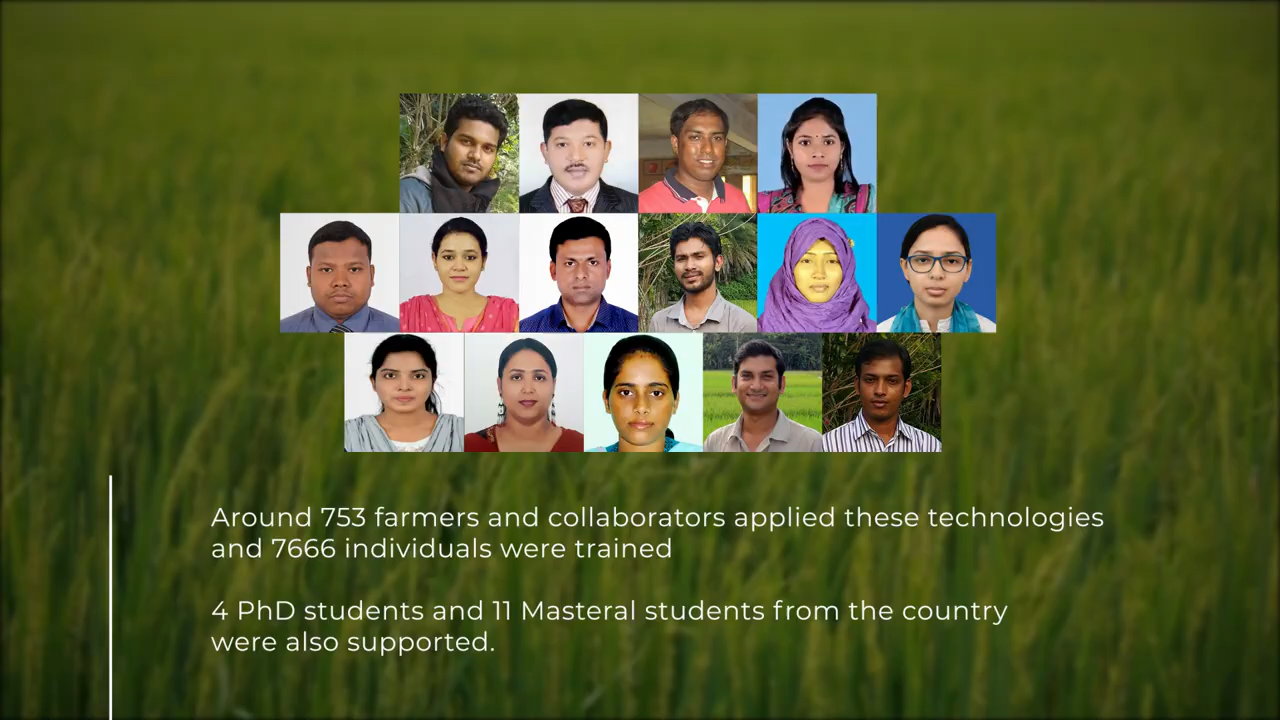 Around 753 farmers and collaborators applied these technologies
and 7666 individuals were trained
4 PhD students and 11 Masteral students from the country
were also supported.